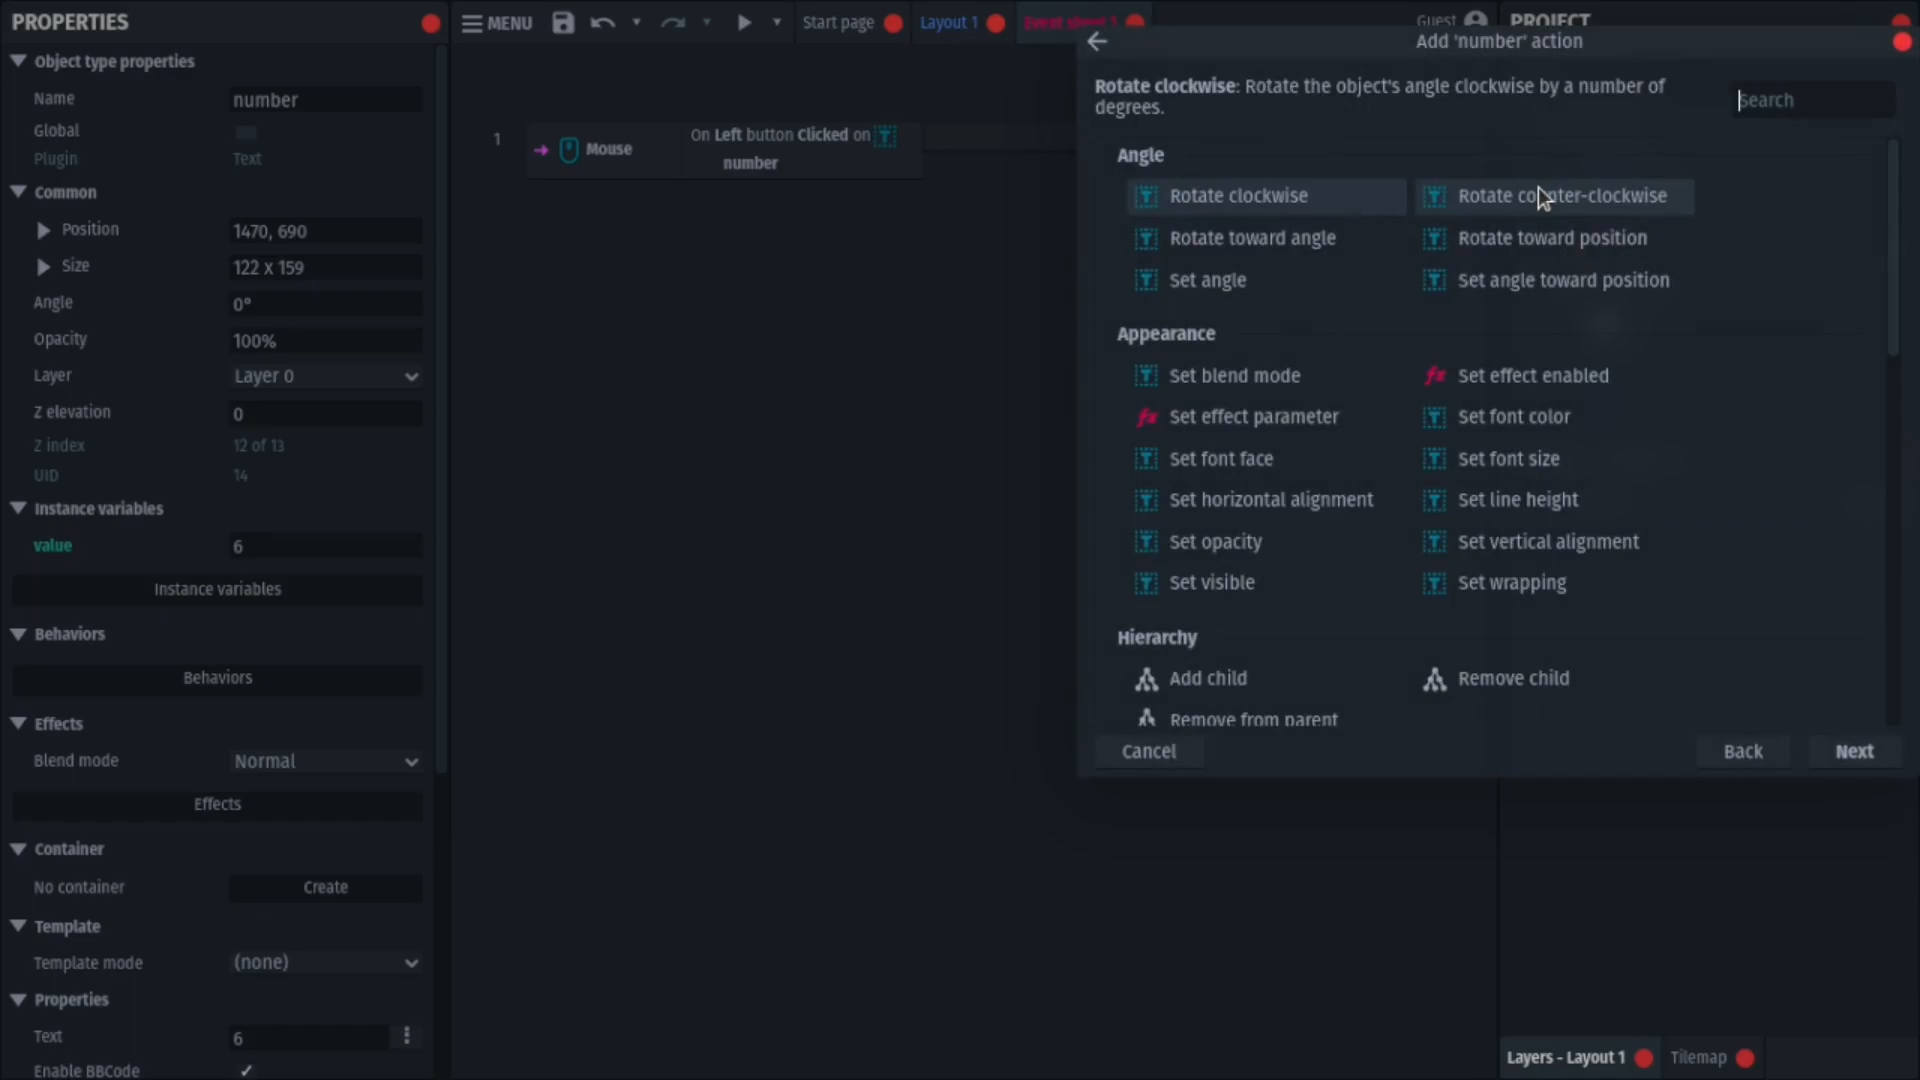 PROPERTIES
Object type properties
Name number
Global
Plugin Text
Common
Position 1470, 690
Size 122 x 159
Angle 0°
Opacity 100%
Layer Layer 0
Z elevation 0
Z index 12 of 13
UID 14
Instance variables
value 6
Instance variables
Behaviors
Behaviors
Effects
Blend mode Normal
Effects
Container
No container Create
Template
Template mode (none)
Properties
Text 6
Enable BBCode
MENU
Start page
Layout 1
Event sheet 1
Guest
PROJECT
1
Mouse
On Left button Clicked on
number
Add 'number' action
Rotate clockwise: Rotate the object's angle clockwise by a number of
degrees.
Search
Angle
Rotate clockwise Rotate counter-clockwise
Rotate toward angle Rotate toward position
Set angle Set angle toward position
Appearance
Set blend mode Set effect enabled
Set effect parameter Set font color
Set font face Set font size
Set horizontal alignment Set line height
Set opacity Set vertical alignment
Set visible Set wrapping
Hierarchy
Add child Remove child
Remove from parent
Cancel Back Next
Layers - Layout 1 Tilemap